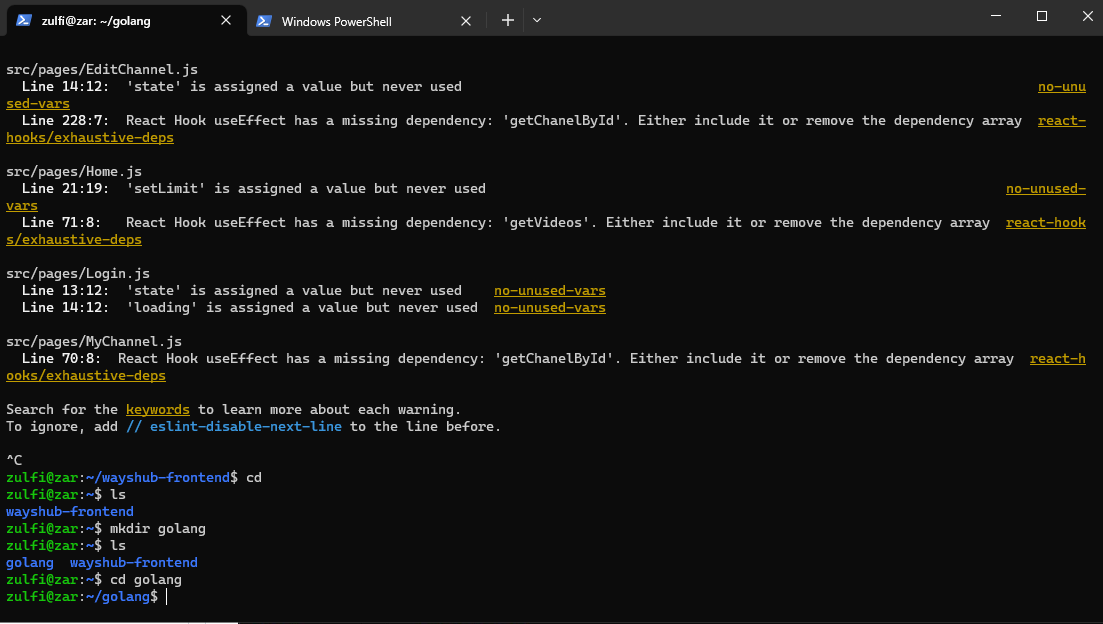 zulfi@zar: ~/golang
Windows PowerShell
src/pages/EditChannel.js
Line 14:12: 'state' is assigned a value but never used no-unu
sed-vars
Line 228:7: React Hook useEffect has a missing dependency: 'getChanelById'. Either include it or remove the dependency array react-
hooks/exhaustive-deps
src/pages/Home.js
Line 21:19: 'setLimit' is assigned a value but never used no-unused-
vars
Line 71:8: React Hook useEffect has a missing dependency: 'getVideos'. Either include it or remove the dependency array react-hook
s/exhaustive-deps
src/pages/Login.js
Line 13:12: 'state' is assigned a value but never used no-unused-vars
Line 14:12: 'loading' is assigned a value but never used no-unused-vars
src/pages/MyChannel.js
Line 70:8: React Hook useEffect has a missing dependency: 'getChanelById'. Either include it or remove the dependency array react-h
ooks/exhaustive-deps
Search for the keywords to learn more about each warning.
To ignore, add // eslint-disable-next-line to the line before.
^C
zulfi@zar:~/wayshub-frontend$ cd
zulfi@zar:~$ ls
wayshub-frontend
zulfi@zar:~$ mkdir golang
zulfi@zar:~$ ls
golang wayshub-frontend
zulfi@zar:~$ cd golang
zulfi@zar:~/golang$